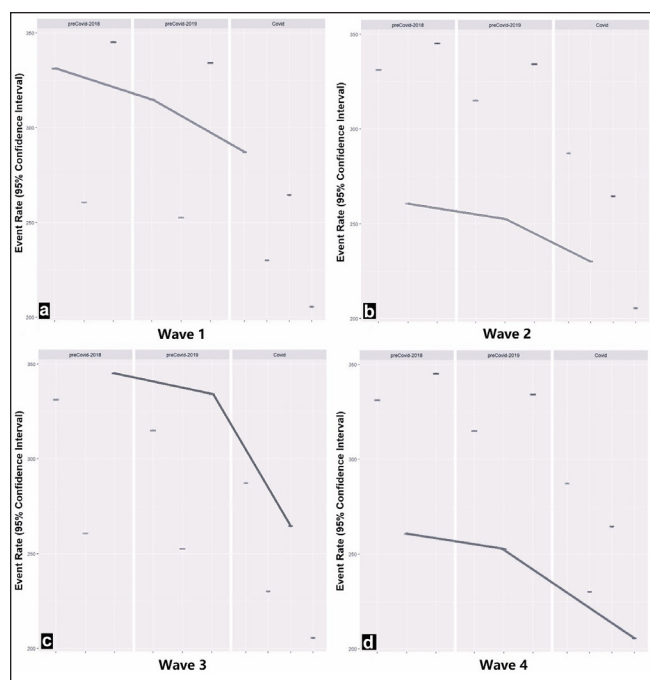 preCovid-2018 preCovid-2019 Covid
Event Rate (95% Confidence Interval)
350
300
250
200
a
Wave 1
preCovid-2018 preCovid-2019 Covid
Event Rate (95% Confidence Interval)
350
300
250
200
b
Wave 2
preCovid-2018 preCovid-2019 Covid
Event Rate (95% Confidence Interval)
350
300
250
200
c
Wave 3
preCovid-2018 preCovid-2019 Covid
Event Rate (95% Confidence Interval)
350
300
250
200
d
Wave 4